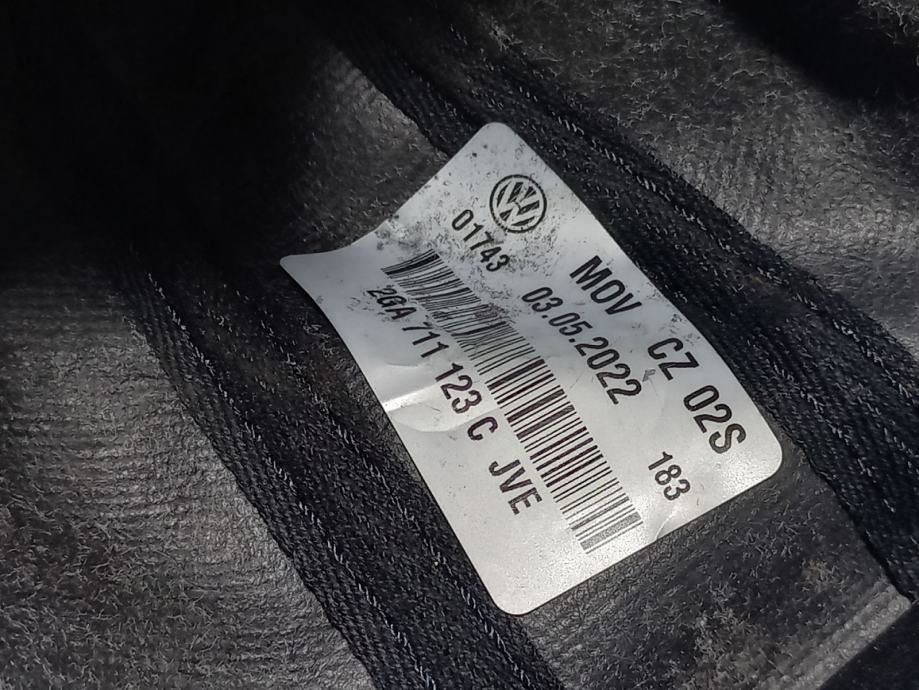 MOV CZ 02S
01743 03.05.2022 183
2GA 711 123 C JVE